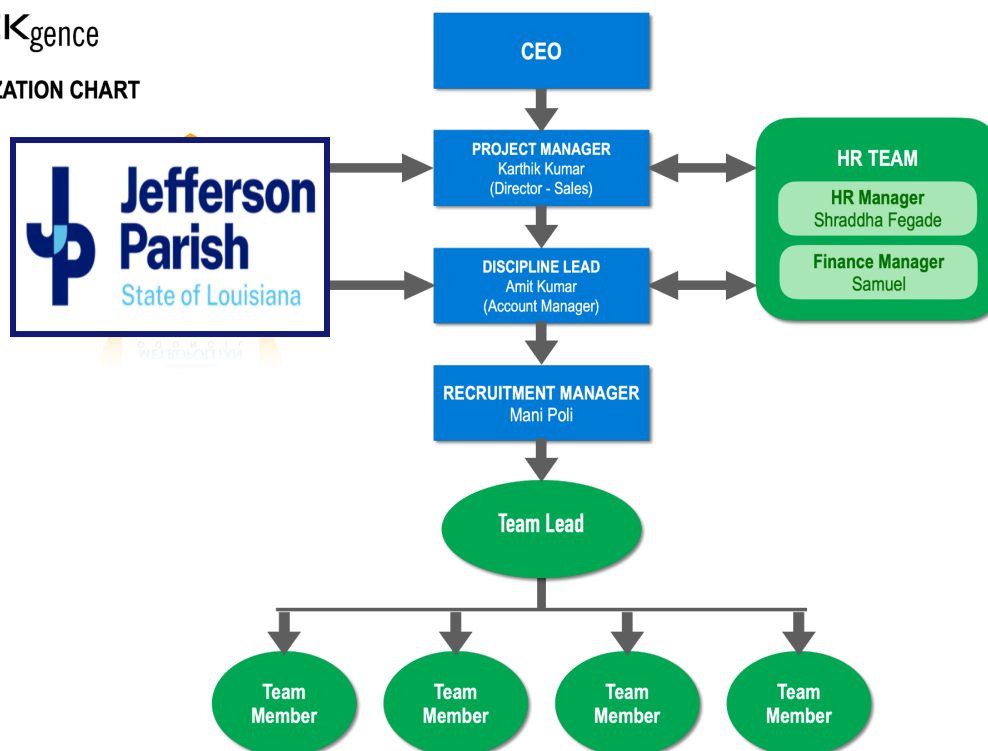 Kgence
ZATION CHART
CEO
Jefferson
Parish
State of Louisiana
PROJECT MANAGER
Karthik Kumar
(Director - Sales)
HR TEAM
HR Manager
Shraddha Fegade
Finance Manager
Samuel
DISCIPLINE LEAD
Amit Kumar
(Account Manager)
COUNCIL
METROPOLITAN
RECRUITMENT MANAGER
Mani Poli
Team Lead
Team
Member
Team
Member
Team
Member
Team
Member